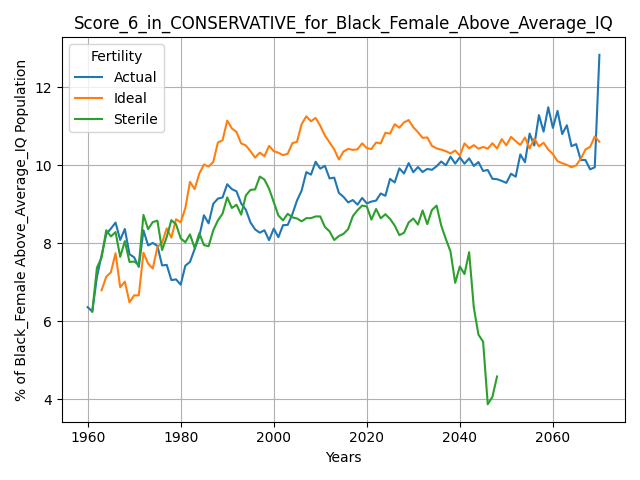 Score_6_in_CONSERVATIVE_for_Black_Female_Above_Average_IQ
Fertility
Actual
Ideal
Sterile
% of Black_Female Above_Average_IQ Population
12
10
8
6
4
1960
1980
2000
2020
2040
2060
Years